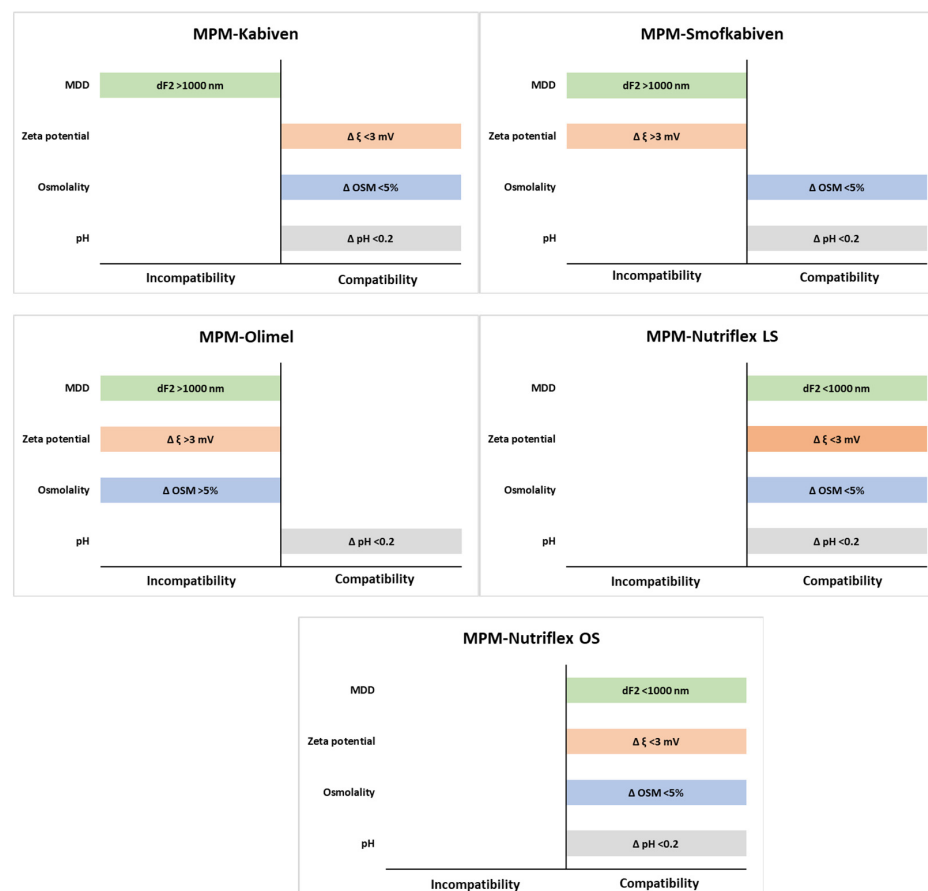 MPM-Kabiven
MDD
dF2 >1000 nm
Zeta potential
Δ ξ <3 mV
Osmolality
Δ OSM <5%
pH
Δ pH <0.2
Incompatibility
Compatibility
MPM-Smofkabiven
MDD
dF2 >1000 nm
Zeta potential
Δ ξ >3 mV
Osmolality
Δ OSM <5%
pH
Δ pH <0.2
Incompatibility
Compatibility
MPM-Olimel
MDD
dF2 >1000 nm
Zeta potential
Δ ξ >3 mV
Osmolality
Δ OSM >5%
pH
Δ pH <0.2
Incompatibility
Compatibility
MPM-Nutriflex LS
MDD
dF2 <1000 nm
Zeta potential
Δ ξ <3 mV
Osmolality
Δ OSM <5%
pH
Δ pH <0.2
Incompatibility
Compatibility
MPM-Nutriflex OS
MDD
dF2 <1000 nm
Zeta potential
Δ ξ <3 mV
Osmolality
Δ OSM <5%
pH
Δ pH <0.2
Incompatibility
Compatibility